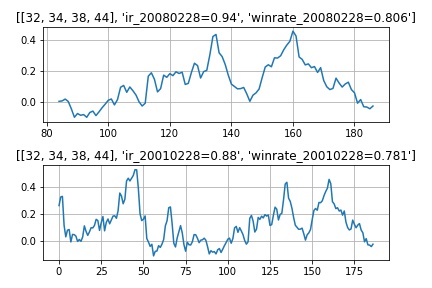 [[32, 34, 38, 44], 'ir_20080228=0.94', 'winrate_20080228=0.806']
0.4
0.2
0.0
80 100 120 140 160 180
[[32, 34, 38, 44], 'ir_20010228=0.88', 'winrate_20010228=0.781']
0.4
0.2
0.0
0 25 50 75 100 125 150 175